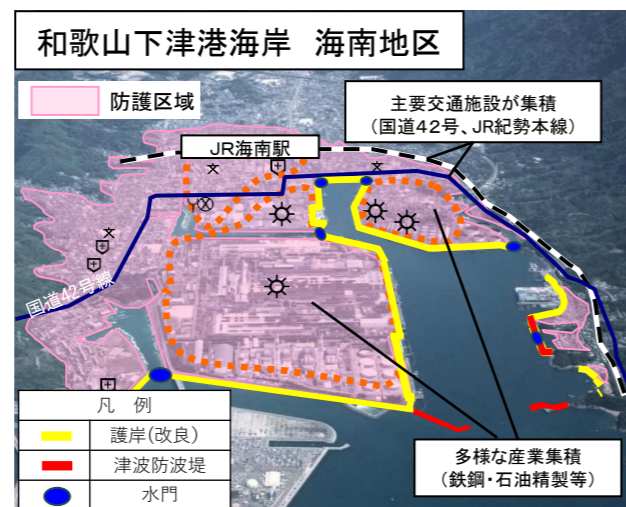 和歌山下津港海岸 海南地区
防護区域
主要交通施設が集積
(国道42号、JR紀勢本線)
JR海南駅
国道42号線
凡 例
護岸(改良)
津波防波堤
水門
多様な産業集積
(鉄鋼・石油精製等)